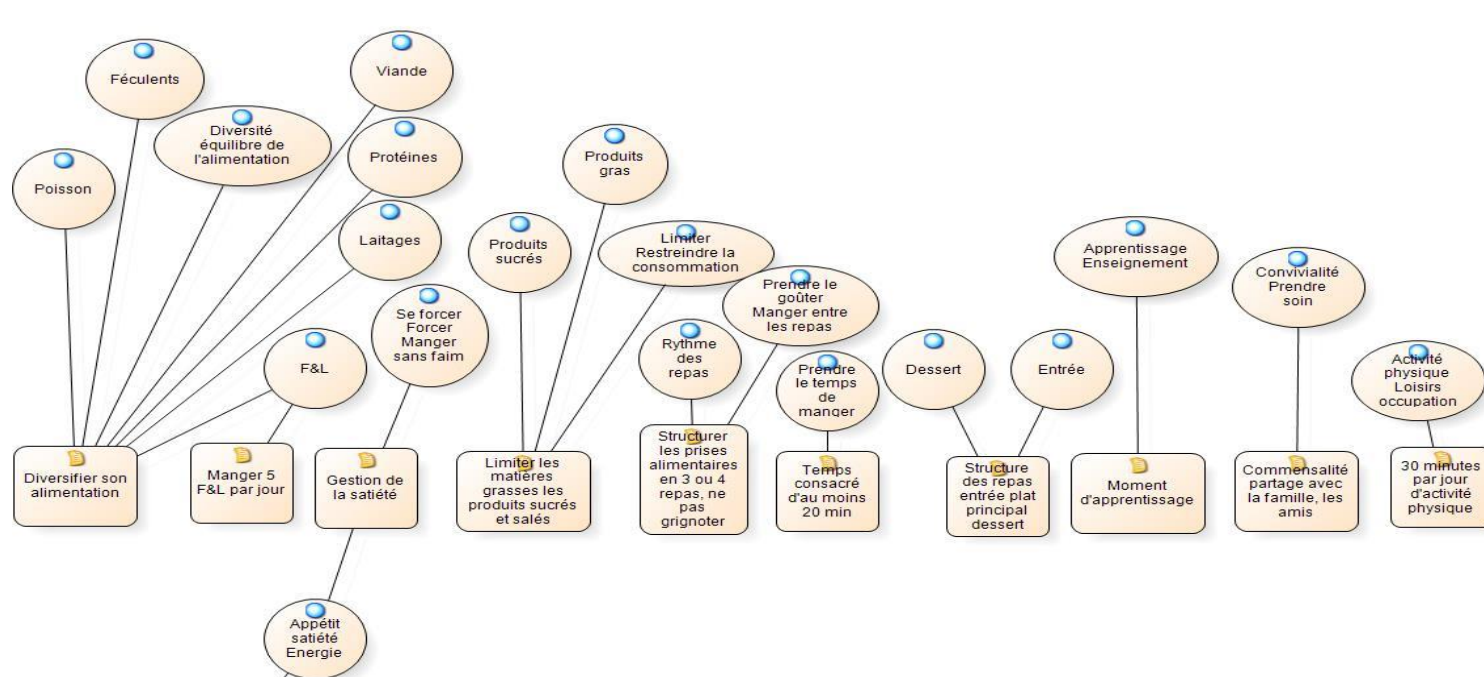 Féculents
Viande
Diversité
équilibre de
l'alimentation
Poisson
Protéines
Produits
gras
Laitages
Produits
sucrés
Limiter
Restreindre la
consommation
Apprentissage
Enseignement
Convivialité
Prendre
soin
Se forcer
Forcer
Manger
sans faim
Prendre le
goûter
Manger entre
les repas
F&L
Rythme
des
repas
Prendre
le temps
de
manger
Dessert
Entrée
Activité
physique
Loisirs
occupation
Diversifier son
alimentation
Manger 5
F&L par jour
Gestion de
la satiété
Limiter les
matières
grasses les
produits sucrés
et salés
Structurer
les prises
alimentaires
en 3 ou 4
repas, ne
pas
grignoter
Temps
consacré
d'au moins
20 min
Structure
des repas
entrée plat
principal
dessert
Moment
d'apprentissage
Commensalité
partage avec
la famille, les
amis
30 minutes
par jour
d'activité
physique
Appétit
satiété
Energie